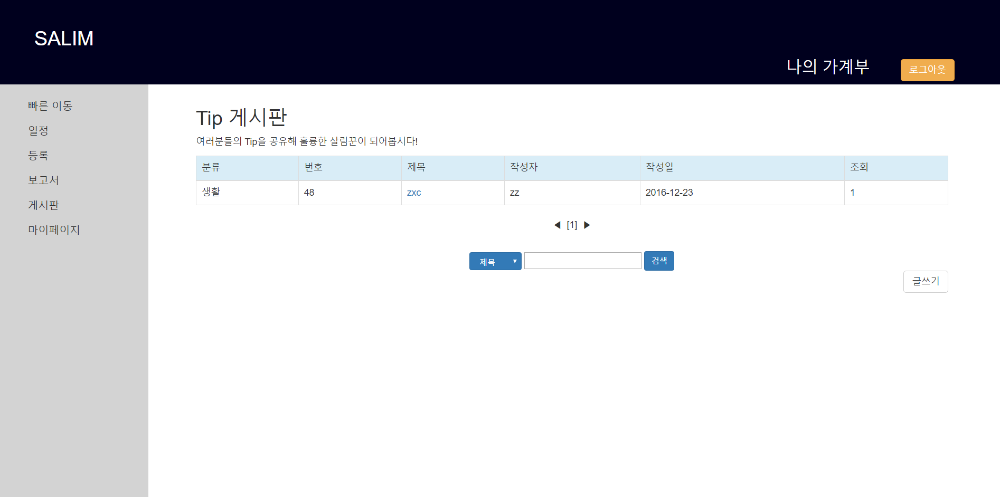 SALIM
나의 가계부
로그아웃
빠른 이동
일정
등록
보고서
게시판
마이페이지
Tip 게시판
여러분들의 Tip을 공유해 훌륭한 살림꾼이 되어봅시다!
분류 번호 제목 작성자 작성일 조회
생활 48 zxc zz 2016-12-23 1
◀ [1] ▶
제목 ▼ 검색
글쓰기